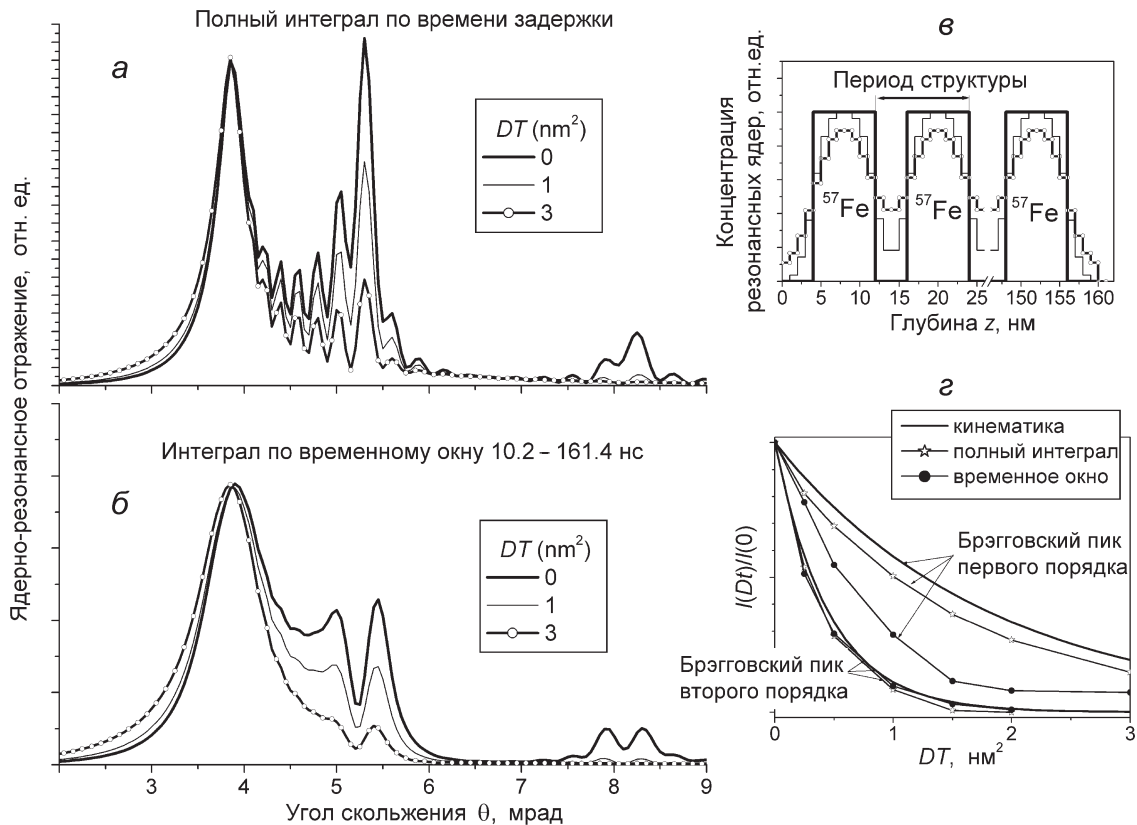 Полный интеграл по времени задержки
а
DT (nm²)
0
1
3
Ядерно-резонансное отражение, отн. ед.
Интеграл по временному окну 10.2 – 161.4 нс
б
DT (nm²)
0
1
3
3 4 5 6 7 8 9
Угол скольжения θ, мрад
в
Концентрация
резонансных ядер, отн.ед.
Период структуры
⁵⁷Fe ⁵⁷Fe ⁵⁷Fe
0 5 10 15 20 25 150 155 160
Глубина z, нм
г
кинематика
полный интеграл
временное окно
I(Dt)/I(0)
Брэгговский пик
первого порядка
Брэгговский пик
второго порядка
0 1 2 3
DT, нм²